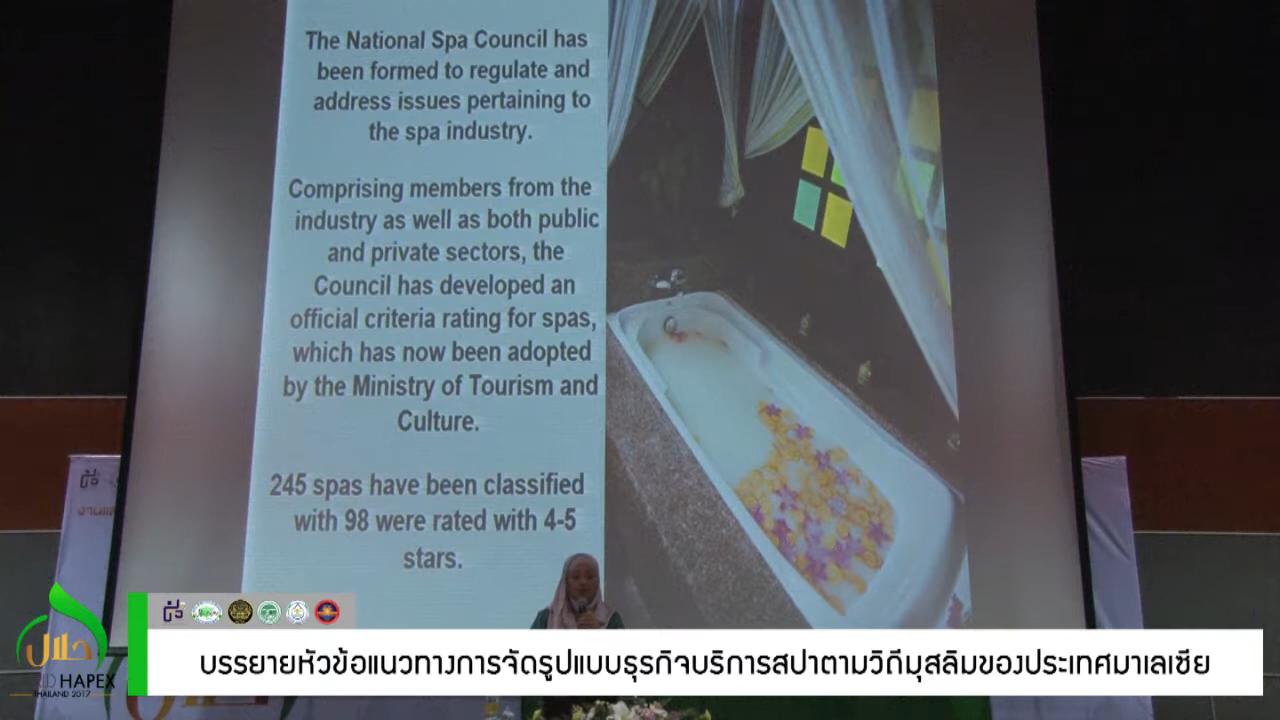 The National Spa Council has
been formed to regulate and
address issues pertaining to
the spa industry.
Comprising members from the
industry as well as both public
and private sectors, the
Council has developed an
official criteria rating for spas,
which has now been adopted
by the Ministry of Tourism and
Culture.
245 spas have been classified
with 98 were rated with 4-5
stars.
حلال
HAPEX
THAILAND 2017
บรรยายหัวข้อแนวทางการจัดรูปแบบธุรกิจบริการสปาตามวิถีมุสลิมของประเทศมาเลเซีย